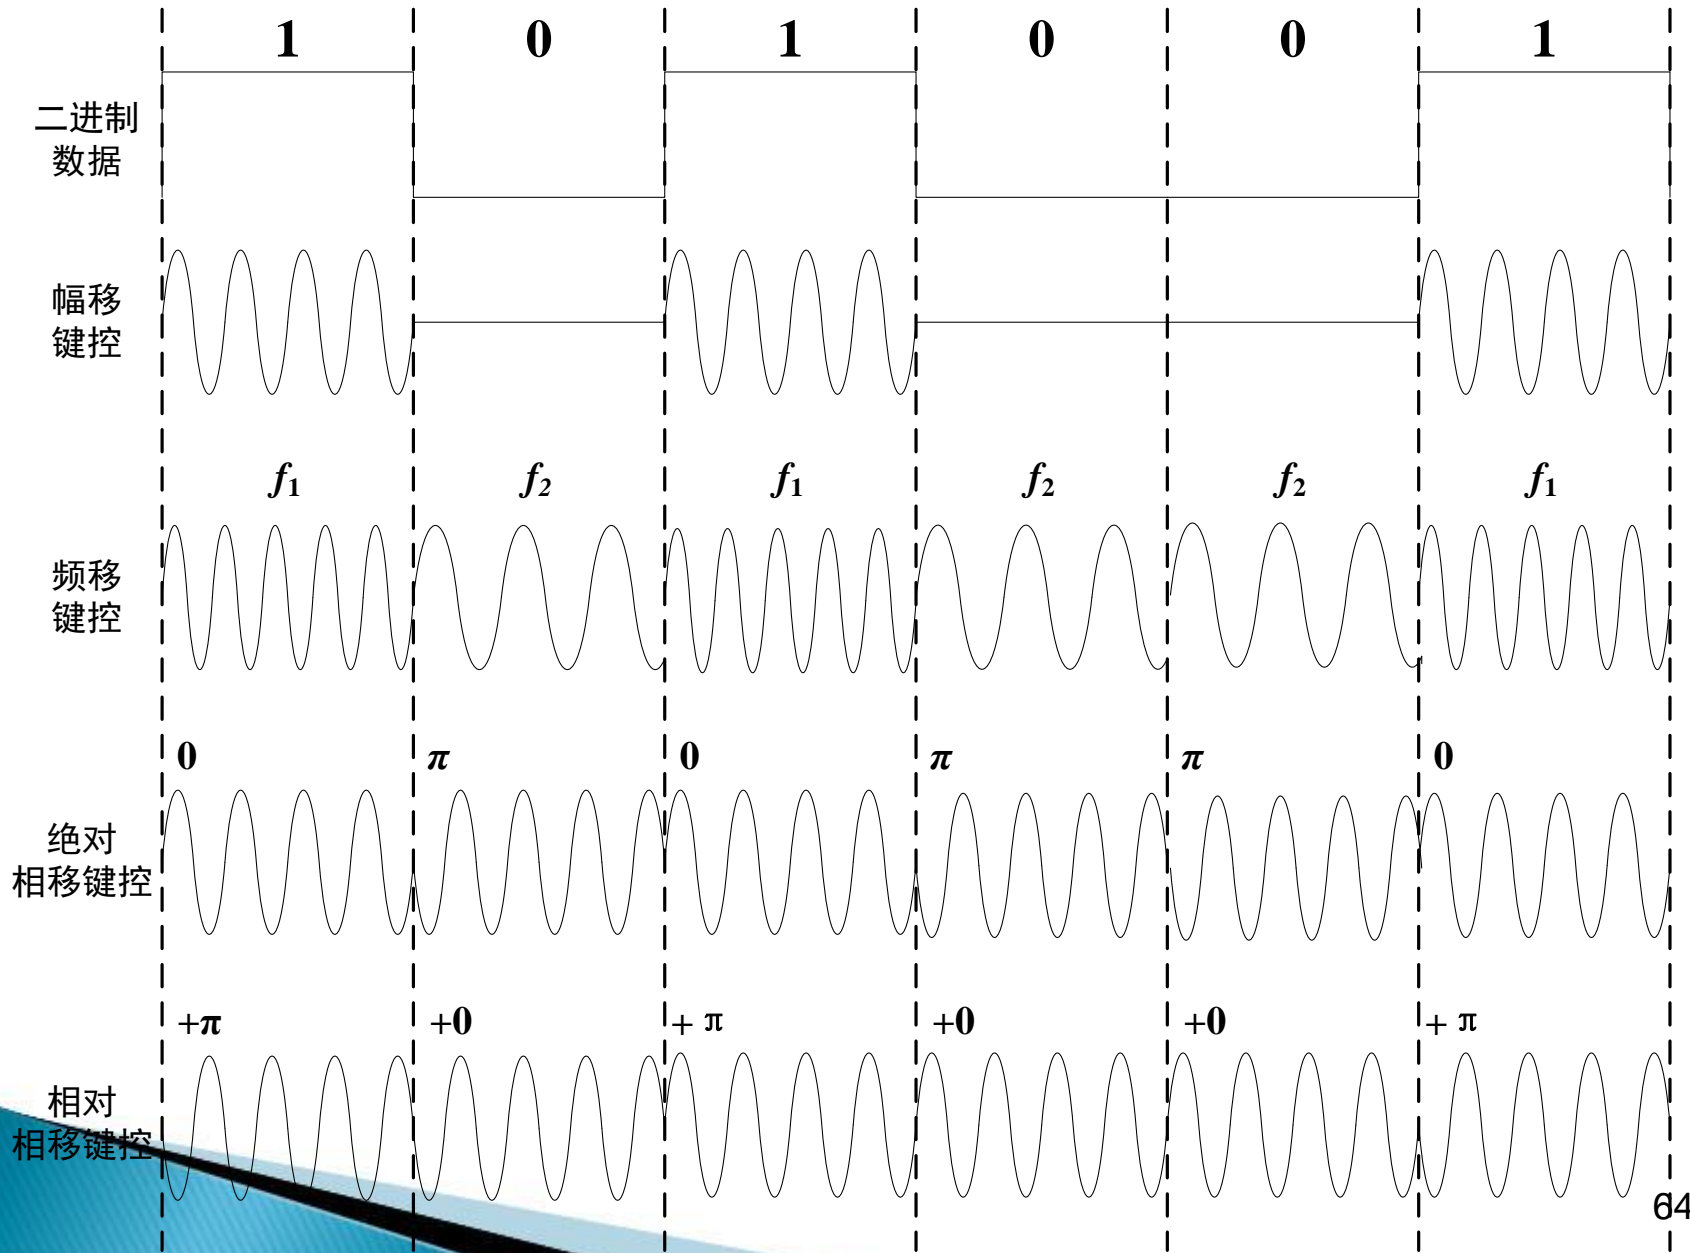 1 0 1 0 0 1
二进制
数据
幅移
键控
f1 f2 f1 f2 f2 f1
频移
键控
0 π 0 π π 0
绝对
相移键控
+π +0 + π +0 +0 + π
相对
相移键控
64